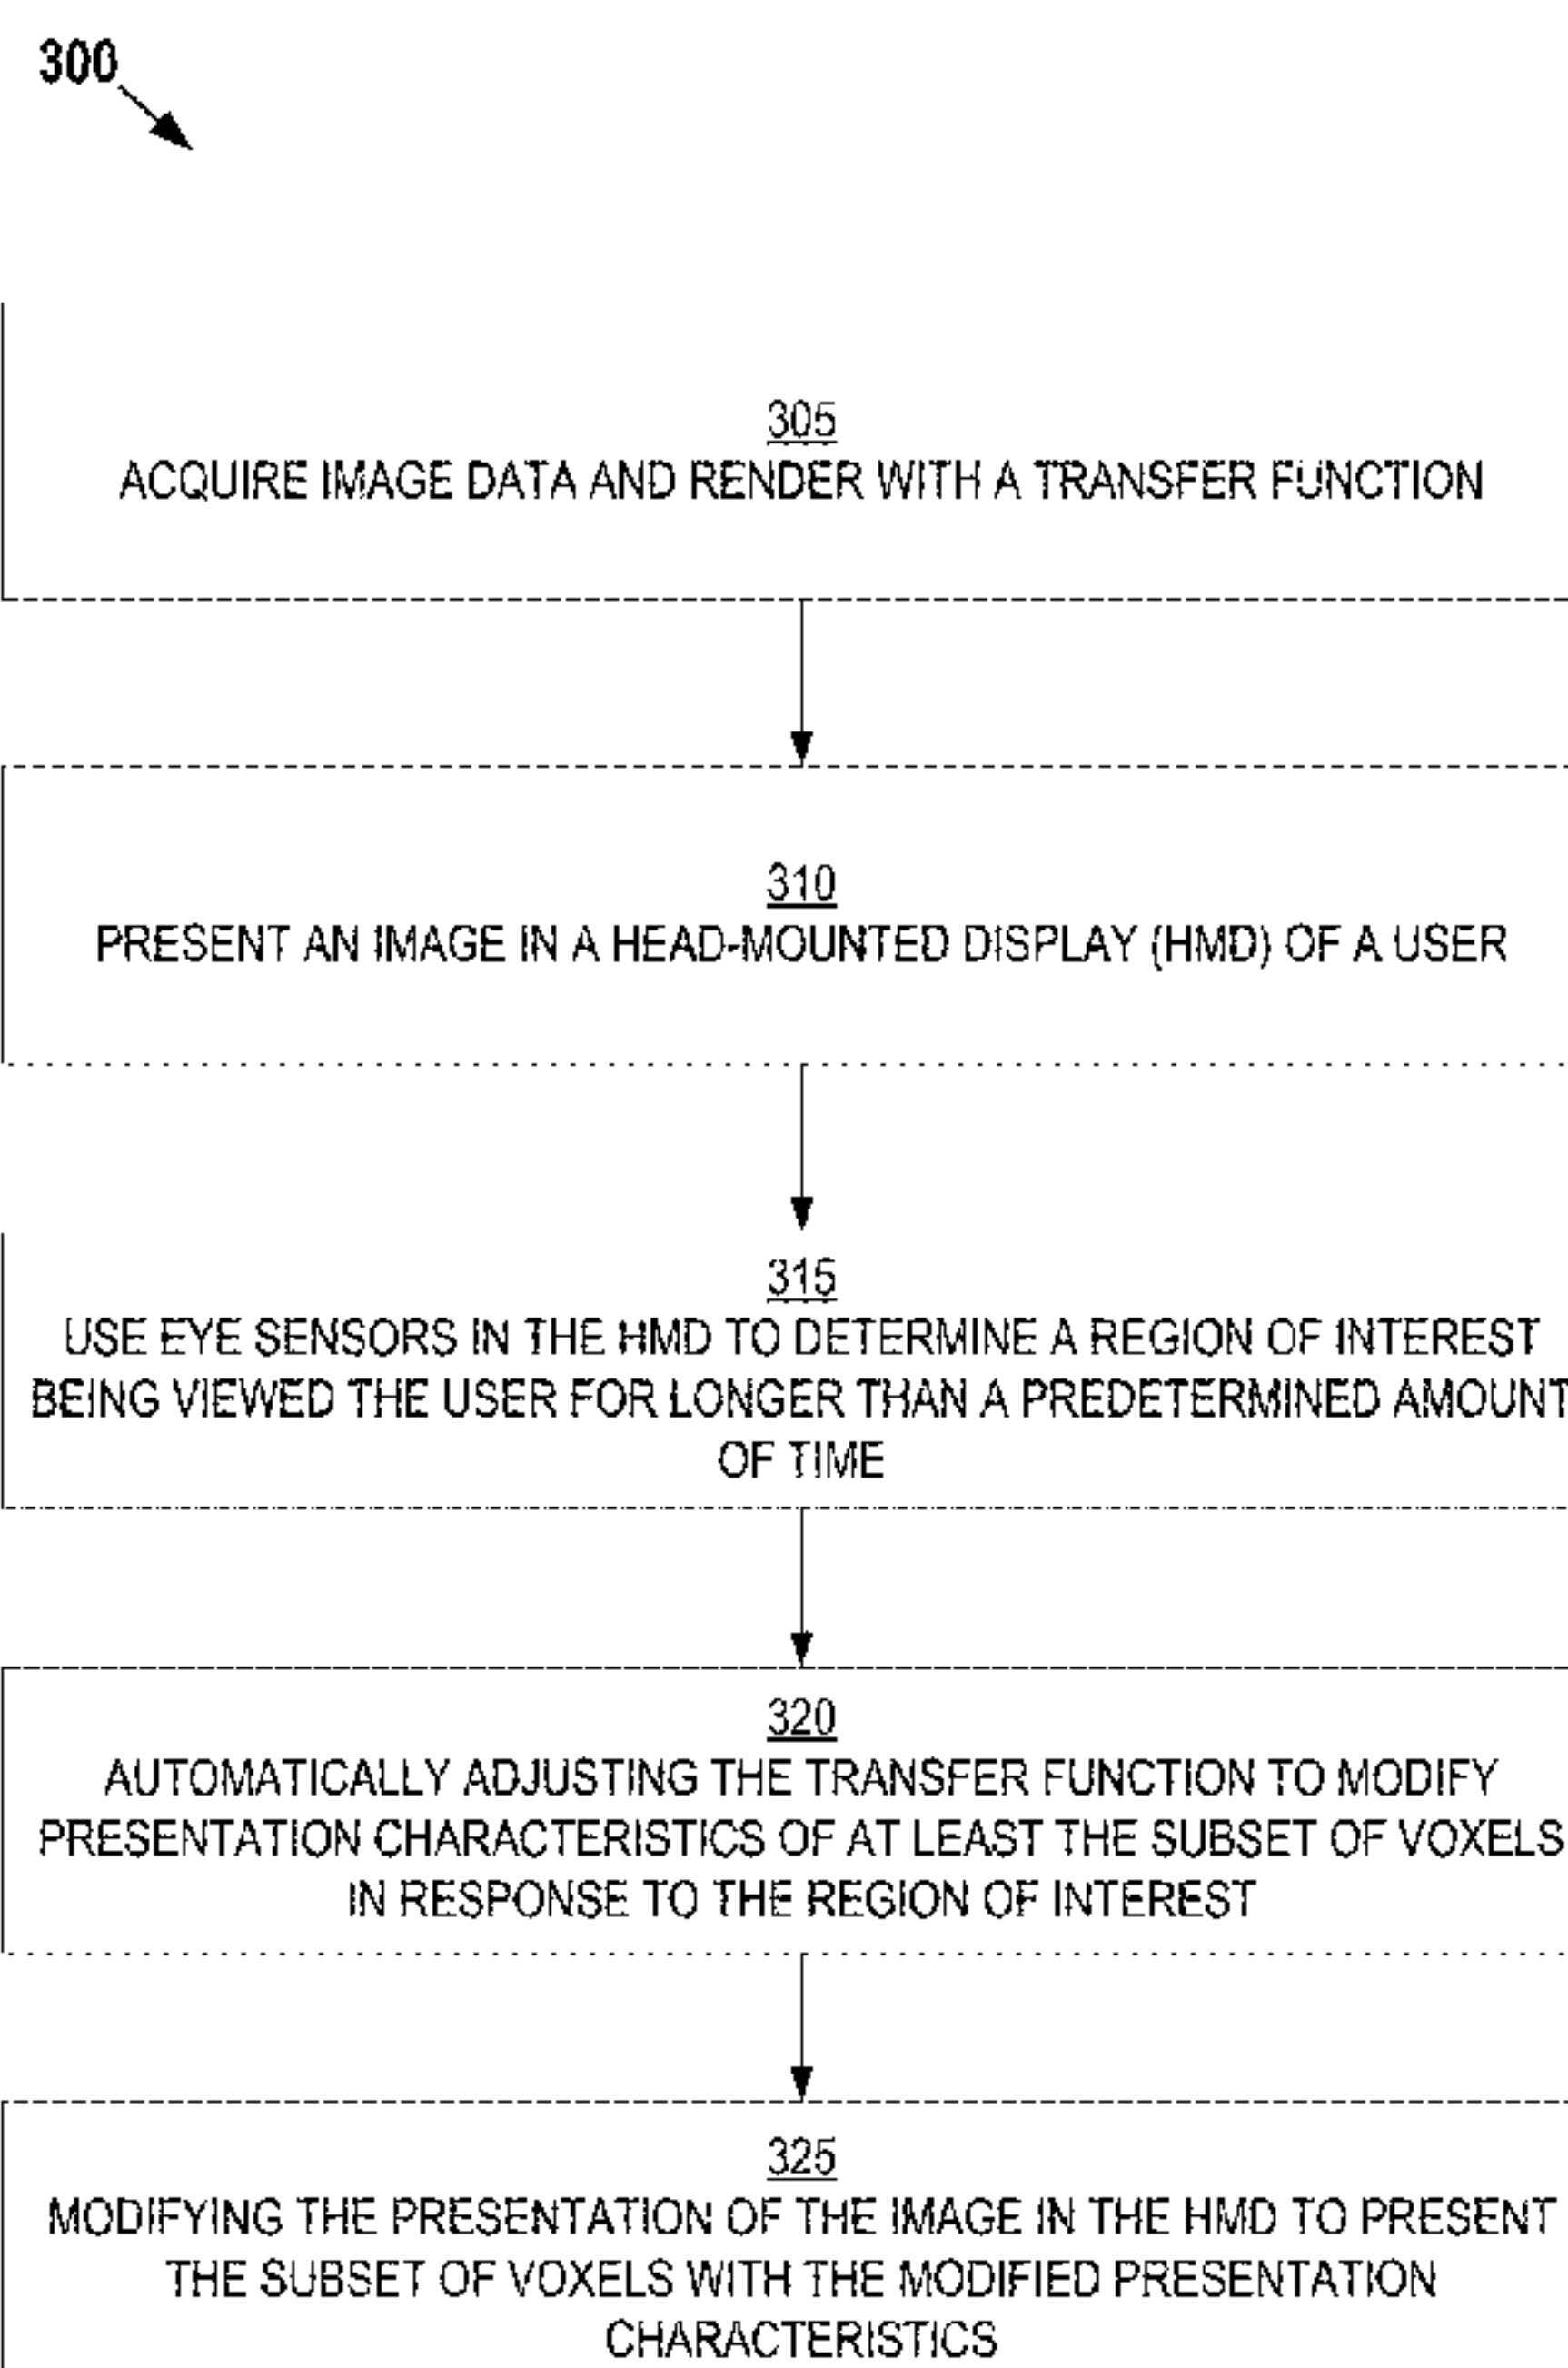 300
305
ACQUIRE IMAGE DATA AND RENDER WITH A TRANSFER FUNCTION
310
PRESENT AN IMAGE IN A HEAD-MOUNTED DISPLAY (HMD) OF A USER
315
USE EYE SENSORS IN THE HMD TO DETERMINE A REGION OF INTEREST
BEING VIEWED THE USER FOR LONGER THAN A PREDETERMINED AMOUNT
OF TIME
320
AUTOMATICALLY ADJUSTING THE TRANSFER FUNCTION TO MODIFY
PRESENTATION CHARACTERISTICS OF AT LEAST THE SUBSET OF VOXELS
IN RESPONSE TO THE REGION OF INTEREST
325
MODIFYING THE PRESENTATION OF THE IMAGE IN THE HMD TO PRESENT
THE SUBSET OF VOXELS WITH THE MODIFIED PRESENTATION
CHARACTERISTICS